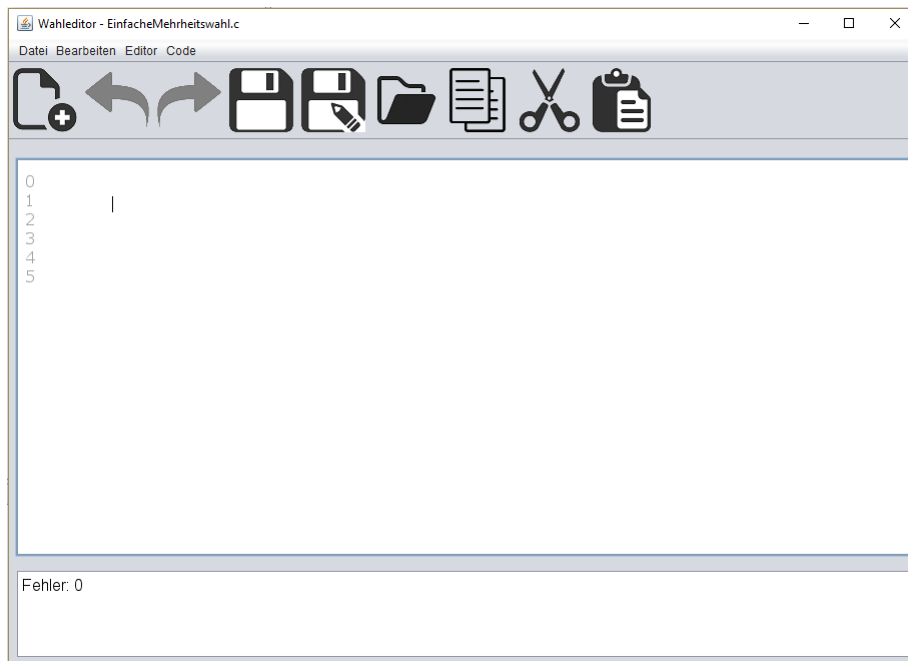 Wahleditor - EinfacheMehrheitswahl.c
Datei Bearbeiten Editor Code
0
1
2
3
4
5
Fehler: 0